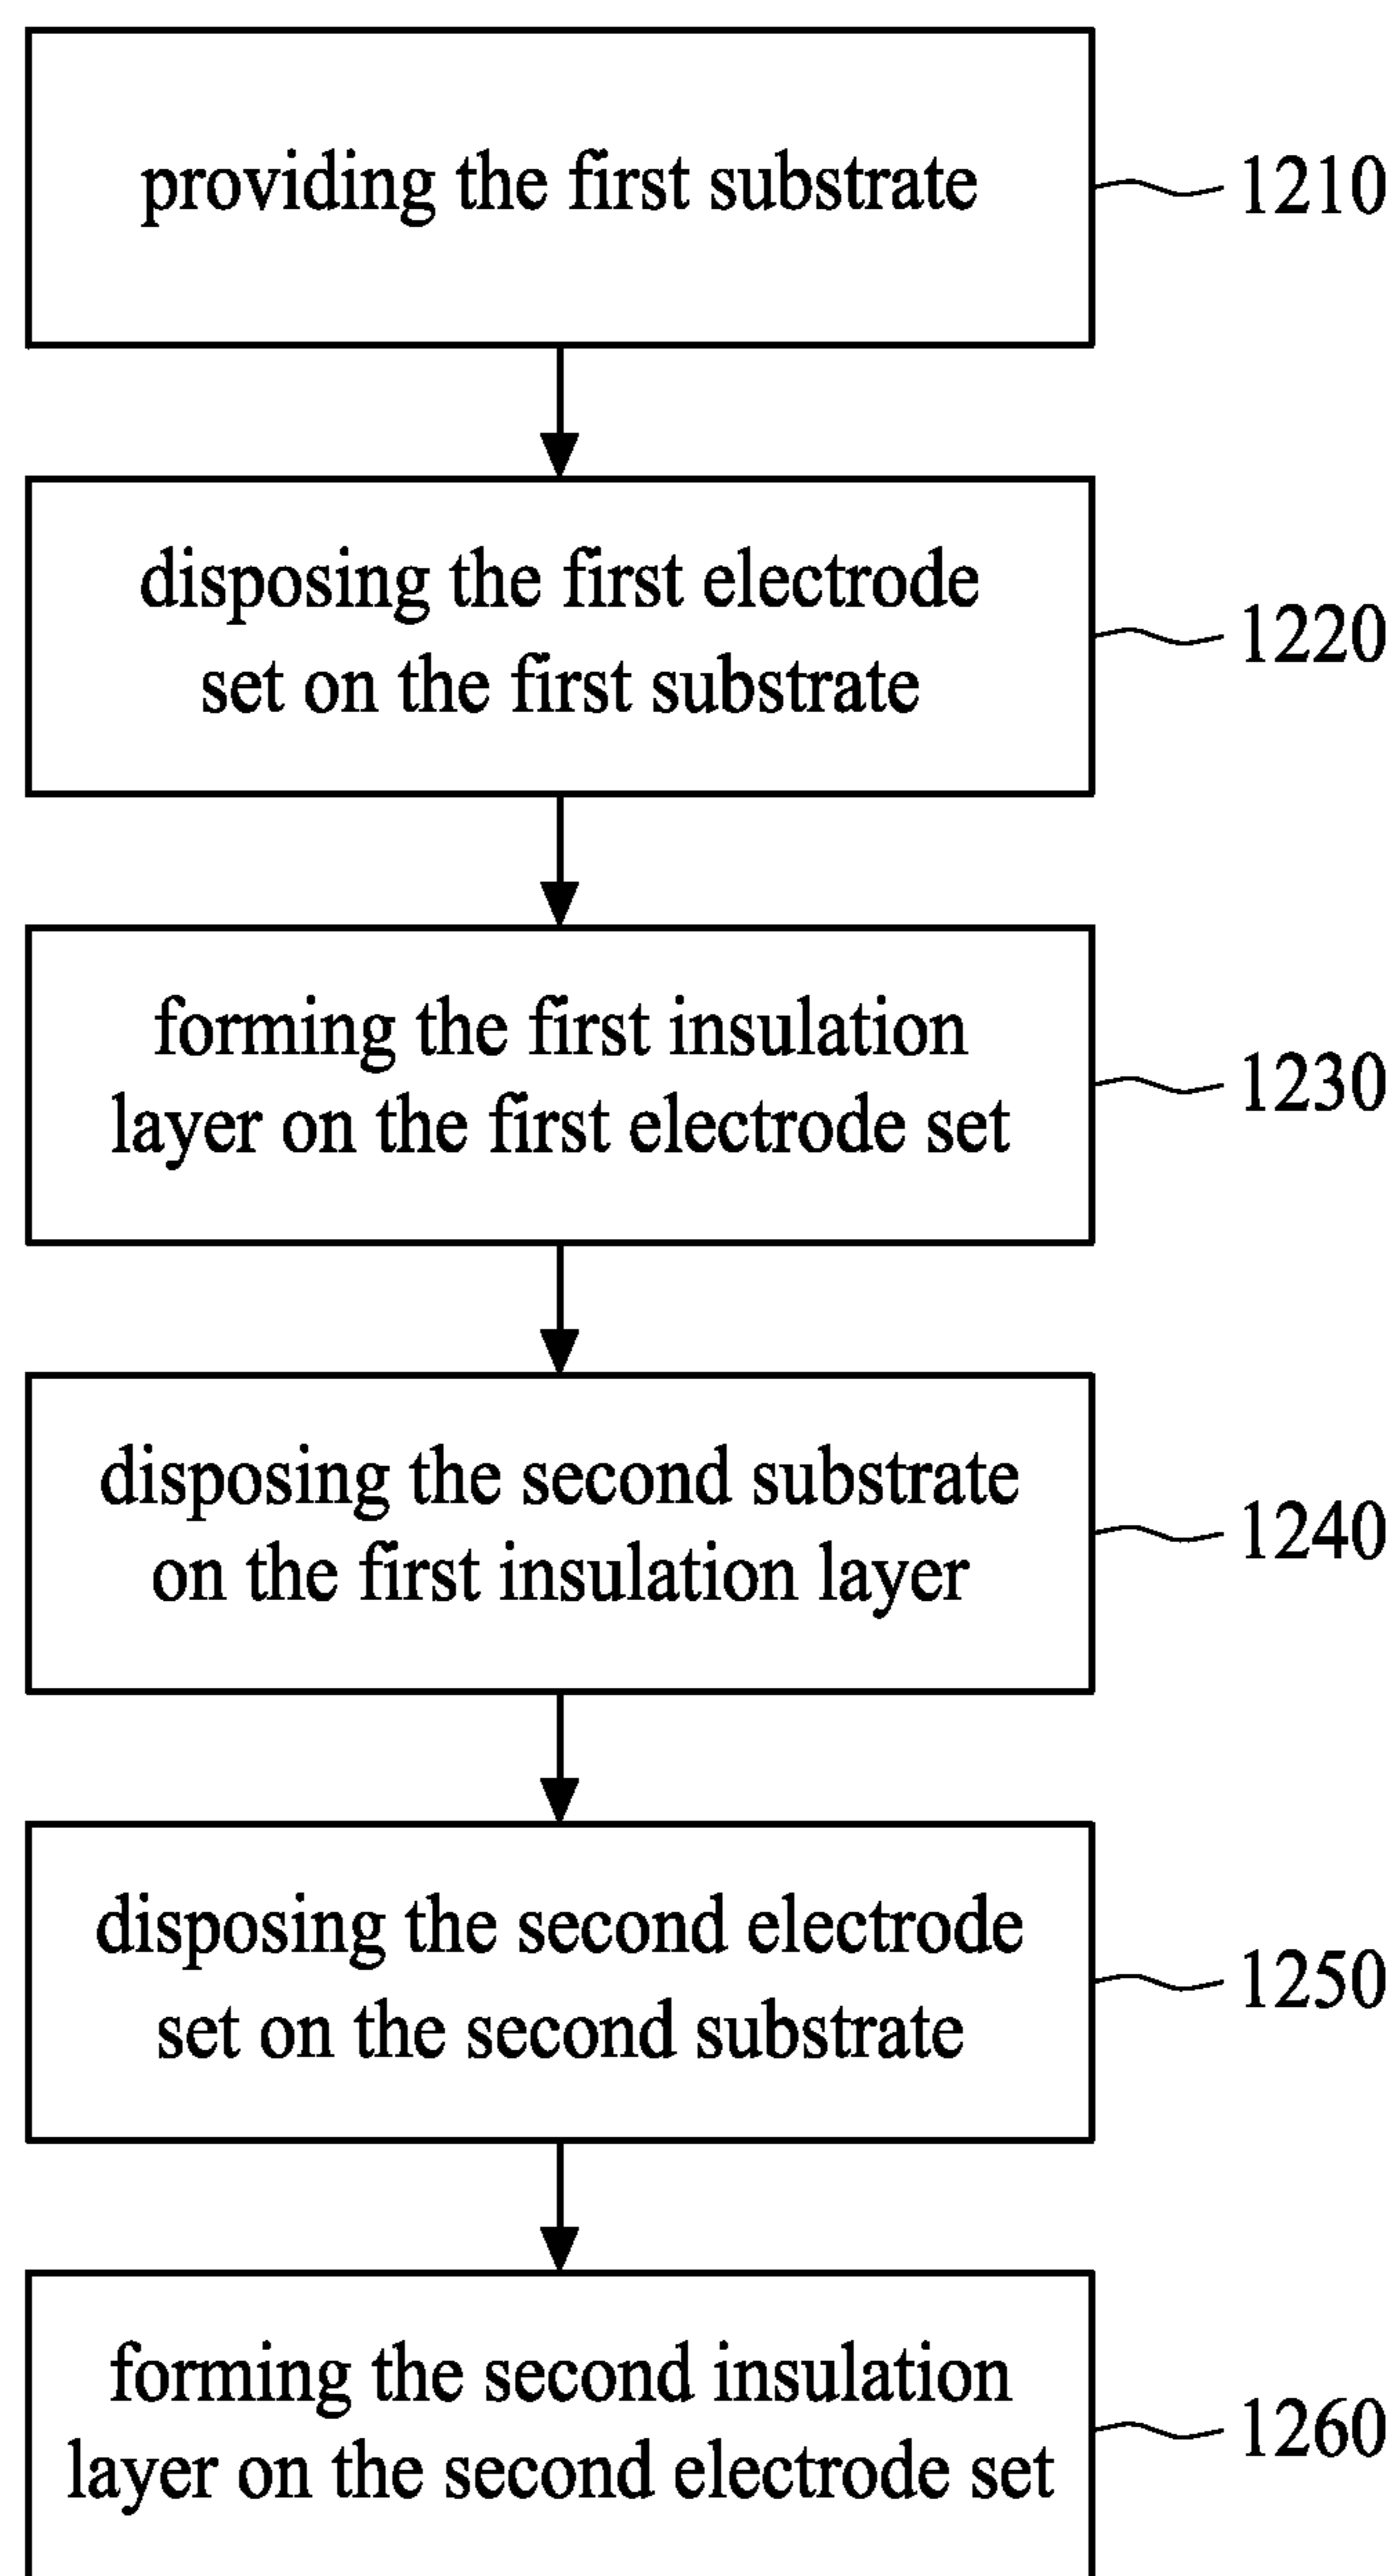 providing the first substrate
1210
disposing the first electrode
set on the first substrate
1220
forming the first insulation
layer on the first electrode set
1230
disposing the second substrate
on the first insulation layer
1240
disposing the second electrode
set on the second substrate
1250
forming the second insulation
layer on the second electrode set
1260